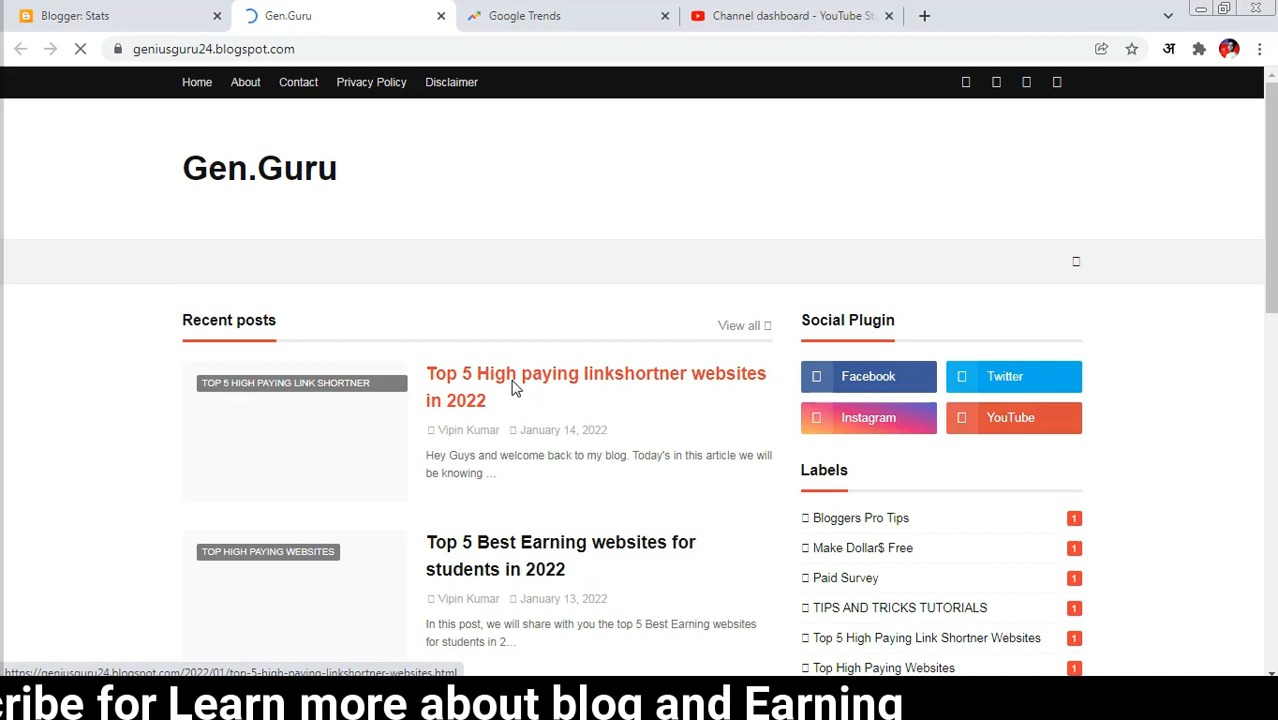 Blogger: Stats
Gen.Guru
Google Trends
Channel dashboard - YouTube St
geniusguru24.blogspot.com
अ
Home
About
Contact
Privacy Policy
Disclaimer
Gen.Guru
Recent posts
View all
Social Plugin
TOP 5 HIGH PAYING LINK SHORTNER
Top 5 High paying linkshortner websites
in 2022
Vipin Kumar
January 14, 2022
Hey Guys and welcome back to my blog. Today's in this article we will
be knowing …
Facebook
Twitter
Instagram
YouTube
Labels
Bloggers Pro Tips 1
Make Dollar$ Free 1
Paid Survey 1
TIPS AND TRICKS TUTORIALS 1
Top 5 High Paying Link Shortner Websites 1
Top High Paying Websites 1
TOP HIGH PAYING WEBSITES
Top 5 Best Earning websites for
students in 2022
Vipin Kumar
January 13, 2022
In this post, we will share with you the top 5 Best Earning websites
for students in 2…
https://geniusguru24.blogspot.com/2022/01/top-5-high-paying-linkshortner-websites.html
cribe for Learn more about blog and Earning